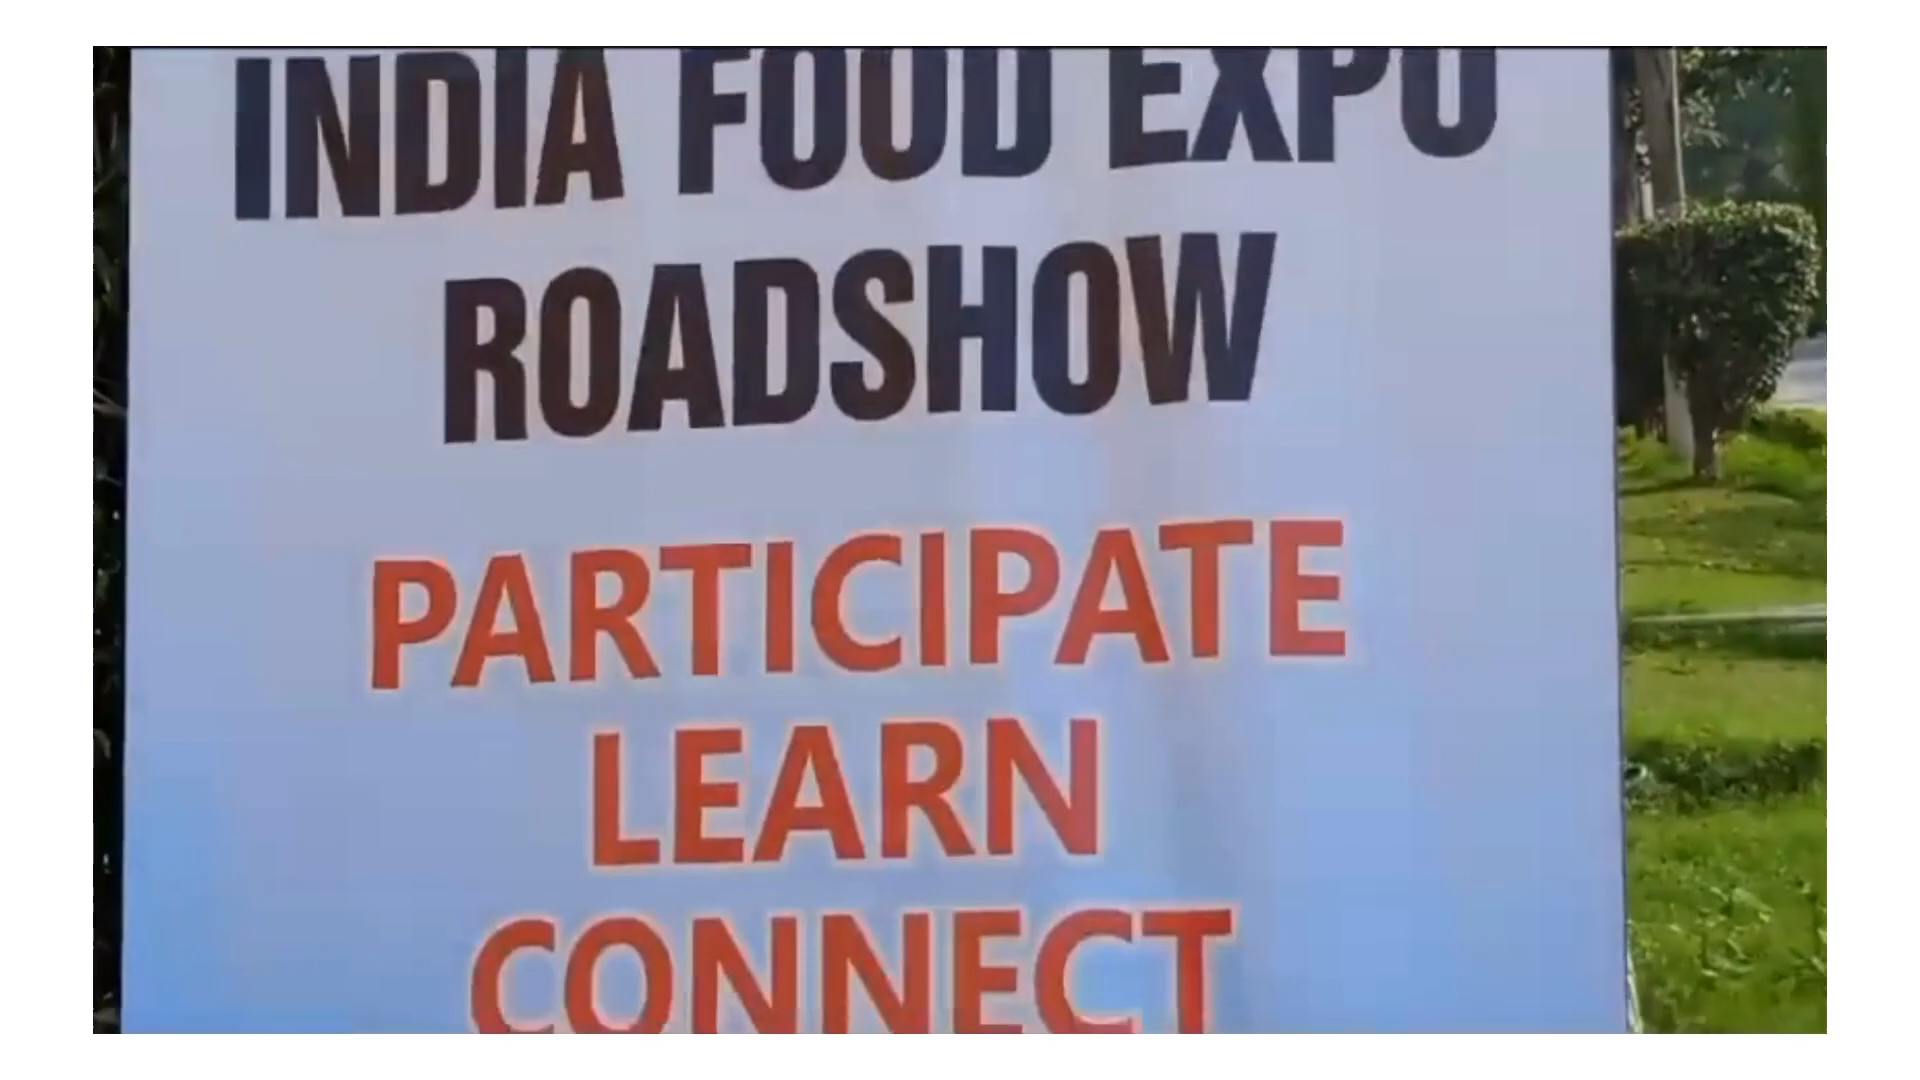 INDIA FOOD EXPO
ROADSHOW
PARTICIPATE
LEARN
CONNECT